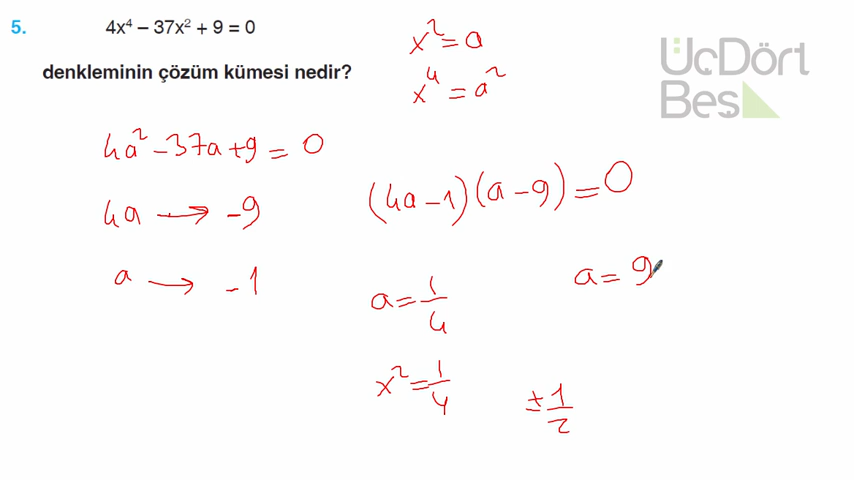 5. 4x⁴ – 37x² + 9 = 0
denkleminin çözüm kümesi nedir?
x² = a
x⁴ = a²
ÜçDört
Beş
4a² - 37a + 9 = 0
4a → -9
a → -1
(4a - 1)(a - 9) = 0
a = 1/4
a = 9
x² = 1/4
± 1/2